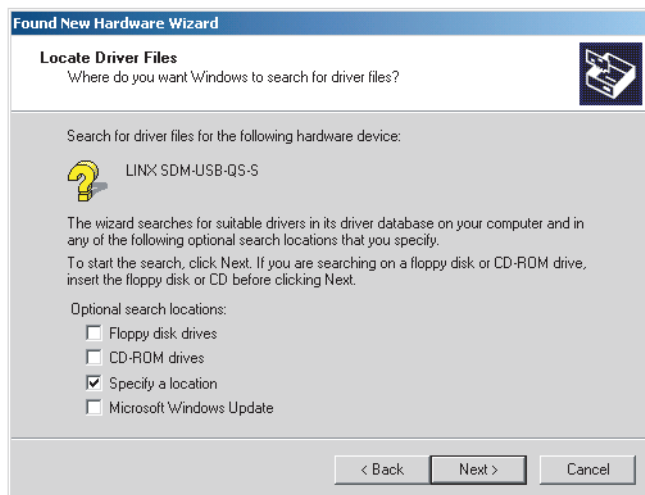 Found New Hardware Wizard
Locate Driver Files
Where do you want Windows to search for driver files?
Search for driver files for the following hardware device:
LINX SDM-USB-QS-S
The wizard searches for suitable drivers in its driver database on your computer and in
any of the following optional search locations that you specify.
To start the search, click Next. If you are searching on a floppy disk or CD-ROM drive,
insert the floppy disk or CD before clicking Next.
Optional search locations:
Floppy disk drives
CD-ROM drives
Specify a location
Microsoft Windows Update
< Back Next > Cancel